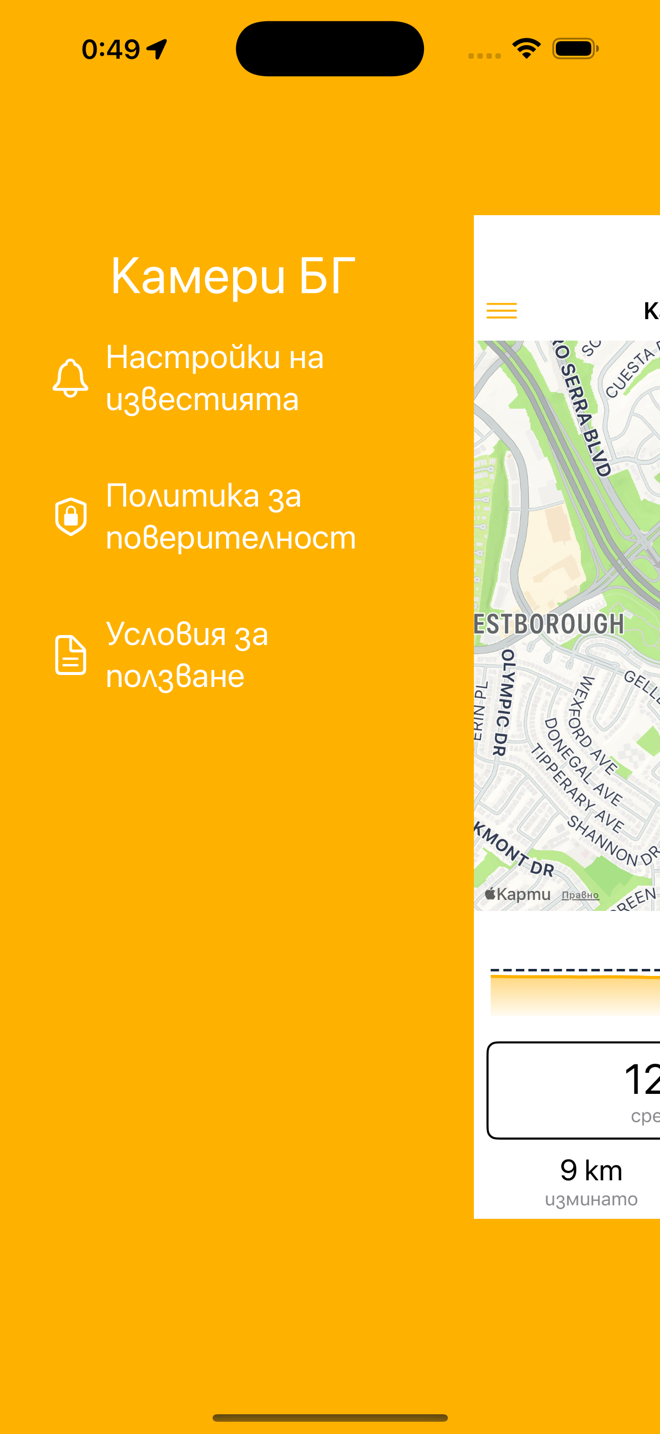 0:49
Камери БГ
Настройки на
известията
Политика за
поверителност
Условия за
ползване
SERRA BLVD
CUESTA
ESTBOROUGH
OLYMPIC DR
ERIN PL
WEXFORD AVE
DONEGAL AVE
TIPPERARY AVE
SHANNON DR
KMONT DR
Карти
Правно
12
сре
9 km
изминато